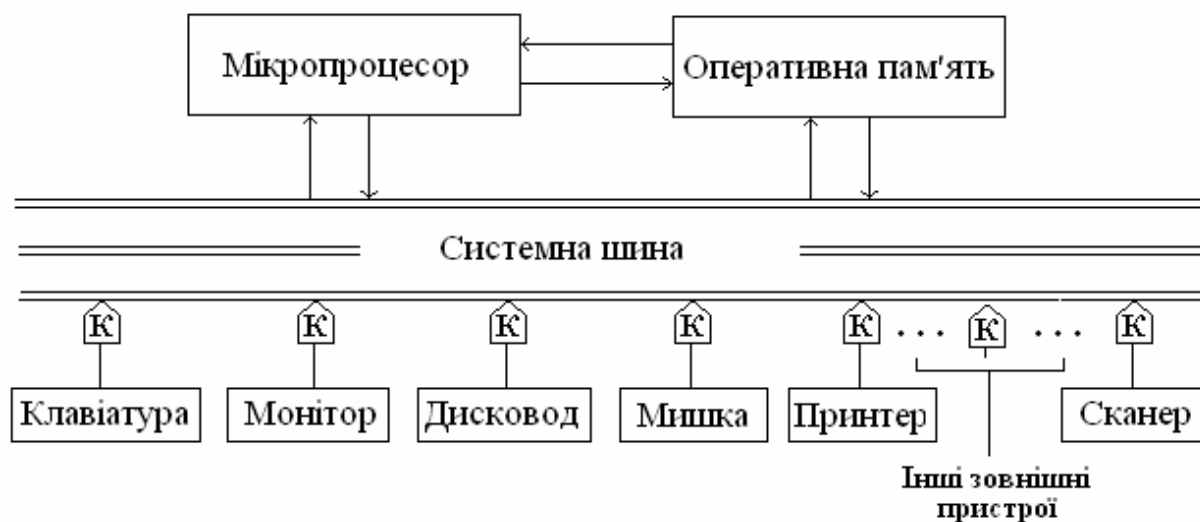 Мікропроцесор
Оперативна пам'ять
Системна шина
К К К К К ... К ... К
Клавіатура Монітор Дисковод Мишка Принтер Сканер
Інші зовнішні
пристрої